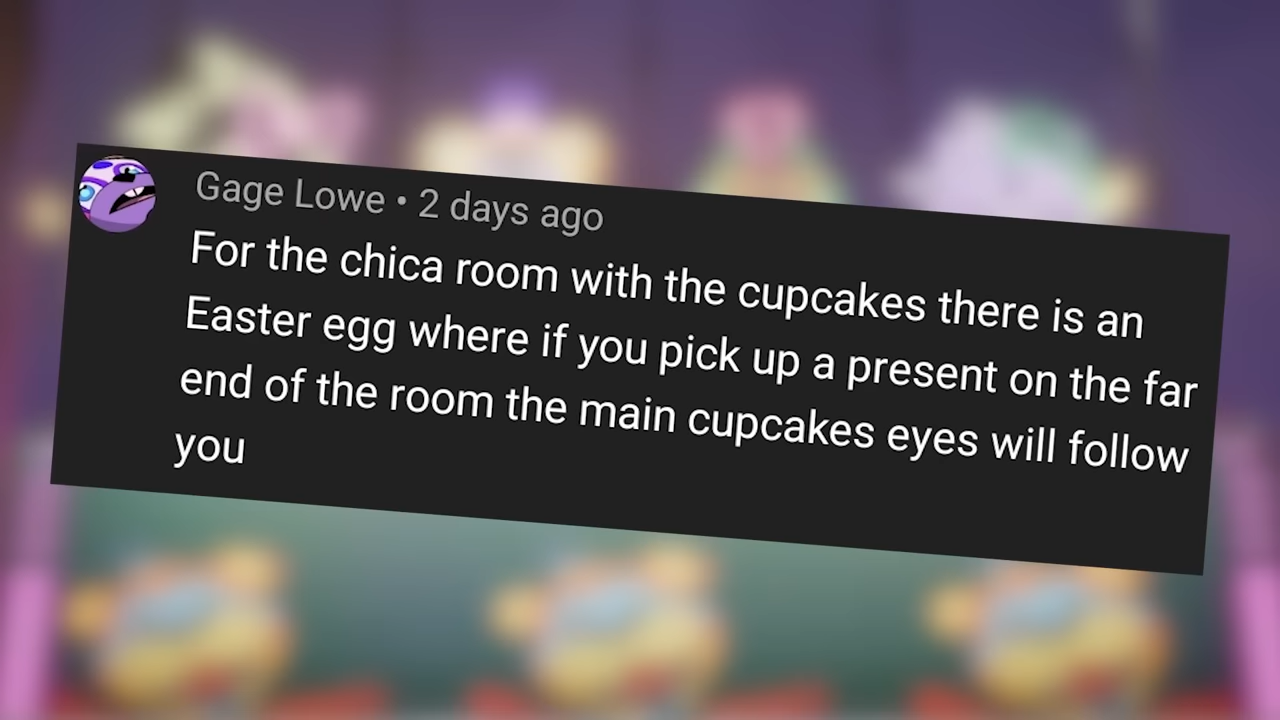 Gage Lowe • 2 days ago
For the chica room with the cupcakes there is an
Easter egg where if you pick up a present on the far
end of the room the main cupcakes eyes will follow
you